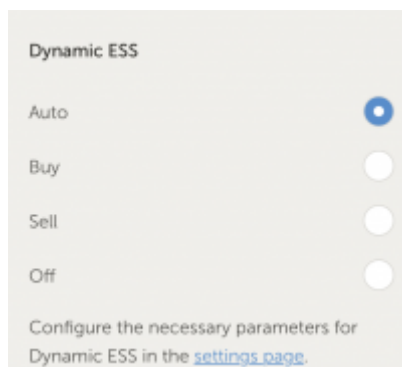 Dynamic ESS
Auto
Buy
Sell
Off
Configure the necessary parameters for
Dynamic ESS in the settings page.